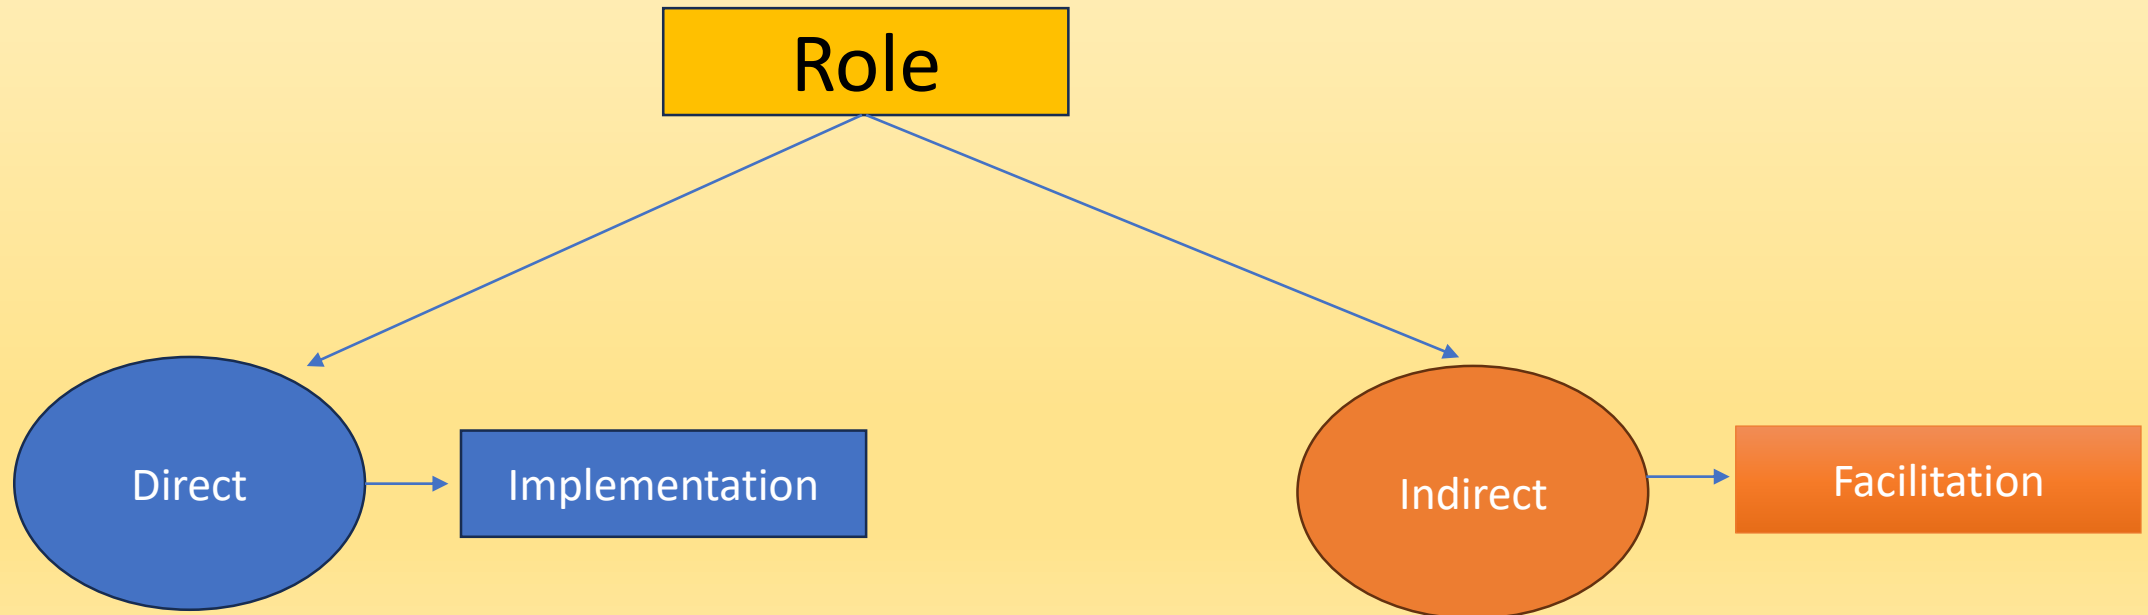 Role
Direct
Implementation
Indirect
Facilitation